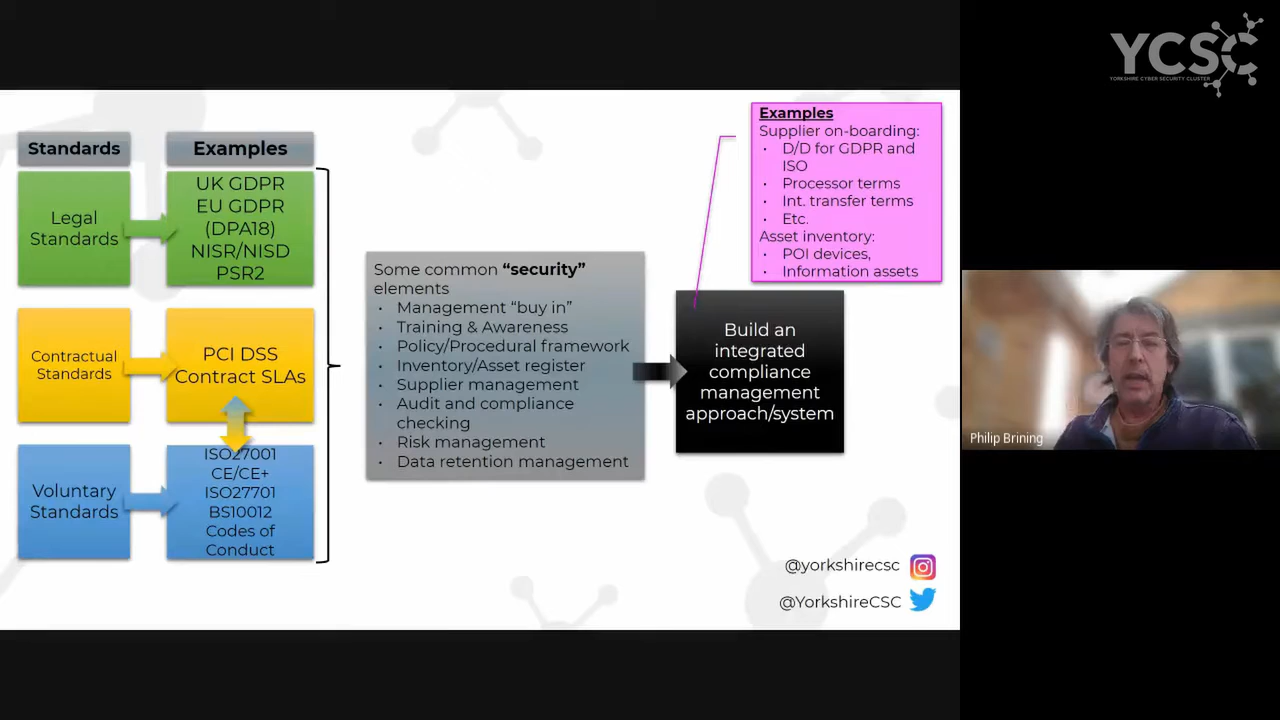 YCSC
YORKSHIRE CYBER SECURITY CLUSTER
Standards
Examples
Legal
Standards
UK GDPR
EU GDPR
(DPA18)
NISR/NISD
PSR2
Contractual
Standards
PCI DSS
Contract SLAs
Voluntary
Standards
ISO27001
CE/CE+
ISO27701
BS10012
Codes of
Conduct
Some common “security”
elements
• Management “buy in”
• Training & Awareness
• Policy/Procedural framework
• Inventory/Asset register
• Supplier management
• Audit and compliance
checking
• Risk management
• Data retention management
Build an
integrated
compliance
management
approach/system
Examples
Supplier on-boarding:
• D/D for GDPR and
ISO
• Processor terms
• Int. transfer terms
• Etc.
Asset inventory:
• POI devices,
• Information assets
@yorkshirecsc
@YorkshireCSC
Philip Brining